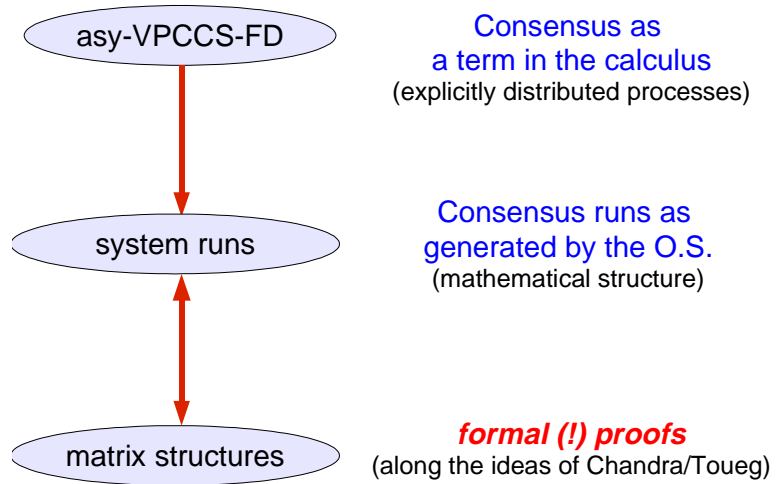 asy-VPCCS-FD
Consensus as
a term in the calculus
(explicitly distributed processes)
system runs
Consensus runs as
generated by the O.S.
(mathematical structure)
matrix structures
formal (!) proofs
(along the ideas of Chandra/Toueg)